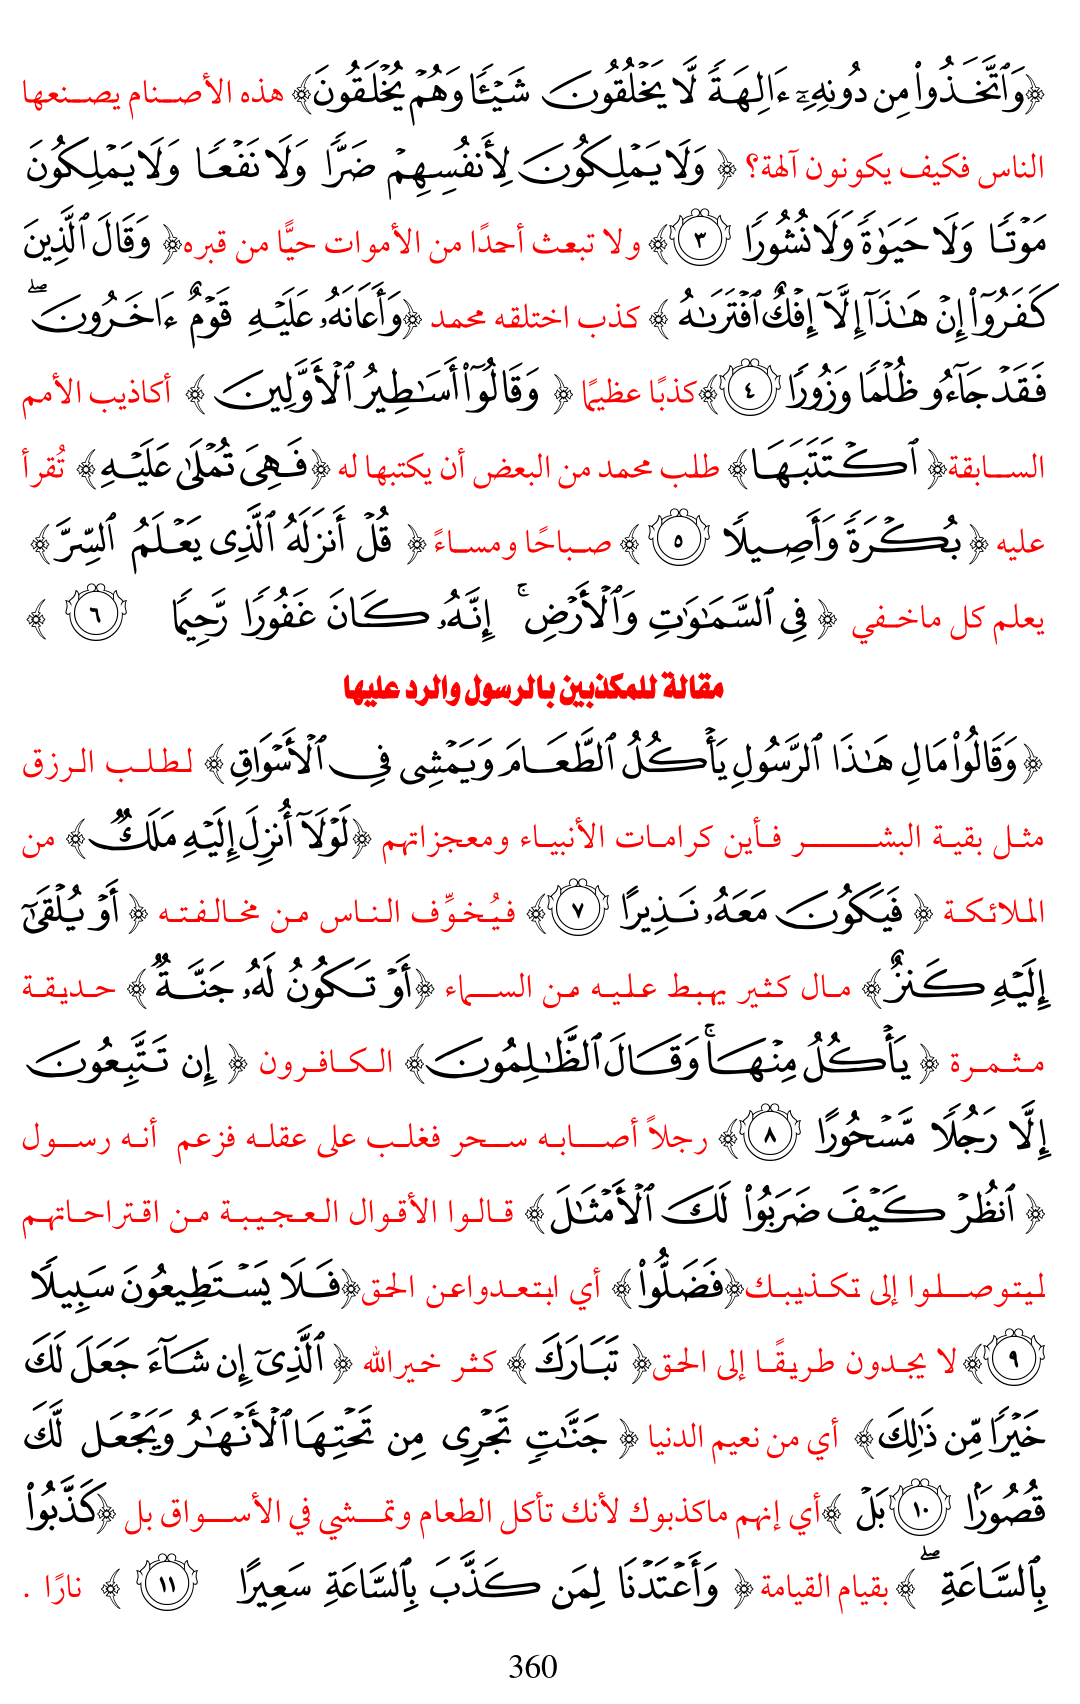 ﴿وَٱتَّخَذُوا۟ مِن دُونِهِۦٓ ءَالِهَةً لَّا يَخْلُقُونَ شَيْـًٔا وَهُمْ يُخْلَقُونَ﴾ هذه الأصنام يصنعها
الناس فكيف يكونون آلهة؟ ﴿ وَلَا يَمْلِكُونَ لِأَنفُسِهِمْ ضَرًّا وَلَا نَفْعًا وَلَا يَمْلِكُونَ
مَوْتًا وَلَا حَيَوٰةً وَلَا نُشُورًا ٣ ﴾ ولا تبعث أحدًا من الأموات حيًّا من قبره ﴿ وَقَالَ ٱلَّذِينَ
كَفَرُوٓا۟ إِنْ هَـٰذَآ إِلَّآ إِفْكٌ ٱفْتَرَىٰهُ ﴾ كذب اختلقه محمد ﴿وَأَعَانَهُۥ عَلَيْهِ قَوْمٌ ءَاخَرُونَ ۖ
فَقَدْ جَآءُو ظُلْمًا وَزُورًا ٤ ﴾ كذبًا عظيمًا ﴿ وَقَالُوٓا۟ أَسَـٰطِيرُ ٱلْأَوَّلِينَ ﴾ أكاذيب الأمم
السابقة ﴿ ٱكْتَتَبَهَا ﴾ طلب محمد من البعض أن يكتبها له ﴿فَهِىَ تُمْلَىٰ عَلَيْهِ﴾ تُقرأ
عليه ﴿ بُكْرَةً وَأَصِيلًا ٥ ﴾ صباحًا ومساءً ﴿ قُلْ أَنزَلَهُ ٱلَّذِى يَعْلَمُ ٱلسِّرَّ ﴾
يعلم كل ماخفي ﴿ فِى ٱلسَّمَـٰوَٰتِ وَٱلْأَرْضِ ۚ إِنَّهُۥ كَانَ غَفُورًا رَّحِيمًا ٦ ﴾
مقالة للمكذبين بالرسول والرد عليها
﴿ وَقَالُوا۟ مَالِ هَـٰذَا ٱلرَّسُولِ يَأْكُلُ ٱلطَّعَامَ وَيَمْشِى فِى ٱلْأَسْوَاقِ ﴾ لطلب الرزق
مثل بقية البشر فأين كرامات الأنبياء ومعجزاتهم ﴿لَوْلَآ أُنزِلَ إِلَيْهِ مَلَكٌ﴾ من
الملائكة ﴿ فَيَكُونَ مَعَهُۥ نَذِيرًا ٧ ﴾ فيُخوِّف الناس من مخالفته ﴿ أَوْ يُلْقَىٰٓ
إِلَيْهِ كَنزٌ ﴾ مال كثير يهبط عليه من السماء ﴿أَوْ تَكُونُ لَهُۥ جَنَّةٌ ﴾ حديقة
مثمرة ﴿ يَأْكُلُ مِنْهَا ۚ وَقَالَ ٱلظَّـٰلِمُونَ ﴾ الكافرون ﴿ إِن تَتَّبِعُونَ
إِلَّا رَجُلًا مَّسْحُورًا ٨ ﴾ رجلاً أصابه سحر فغلب على عقله فزعم أنه رسول
﴿ ٱنظُرْ كَيْفَ ضَرَبُوا۟ لَكَ ٱلْأَمْثَـٰلَ ﴾ قالوا الأقوال العجيبة من اقتراحاتهم
ليتوصلوا إلى تكذيبك ﴿فَضَلُّوا۟ ﴾ أي ابتعدواعن الحق ﴿فَلَا يَسْتَطِيعُونَ سَبِيلًا
٩ ﴾ لا يجدون طريقًا إلى الحق ﴿ تَبَارَكَ ﴾ كثر خيرالله ﴿ ٱلَّذِىٓ إِن شَآءَ جَعَلَ لَكَ
خَيْرًا مِّن ذَٰلِكَ ﴾ أي من نعيم الدنيا ﴿ جَنَّـٰتٍ تَجْرِى مِن تَحْتِهَا ٱلْأَنْهَـٰرُ وَيَجْعَل لَّكَ
قُصُورًۢا ١٠ بَلْ ﴾ أي إنهم ماكذبوك لأنك تأكل الطعام وتمشي في الأسواق بل ﴿كَذَّبُوا۟
بِٱلسَّاعَةِ ۖ ﴾ بقيام القيامة ﴿ وَأَعْتَدْنَا لِمَن كَذَّبَ بِٱلسَّاعَةِ سَعِيرًا ١١ ﴾ نارًا .
360